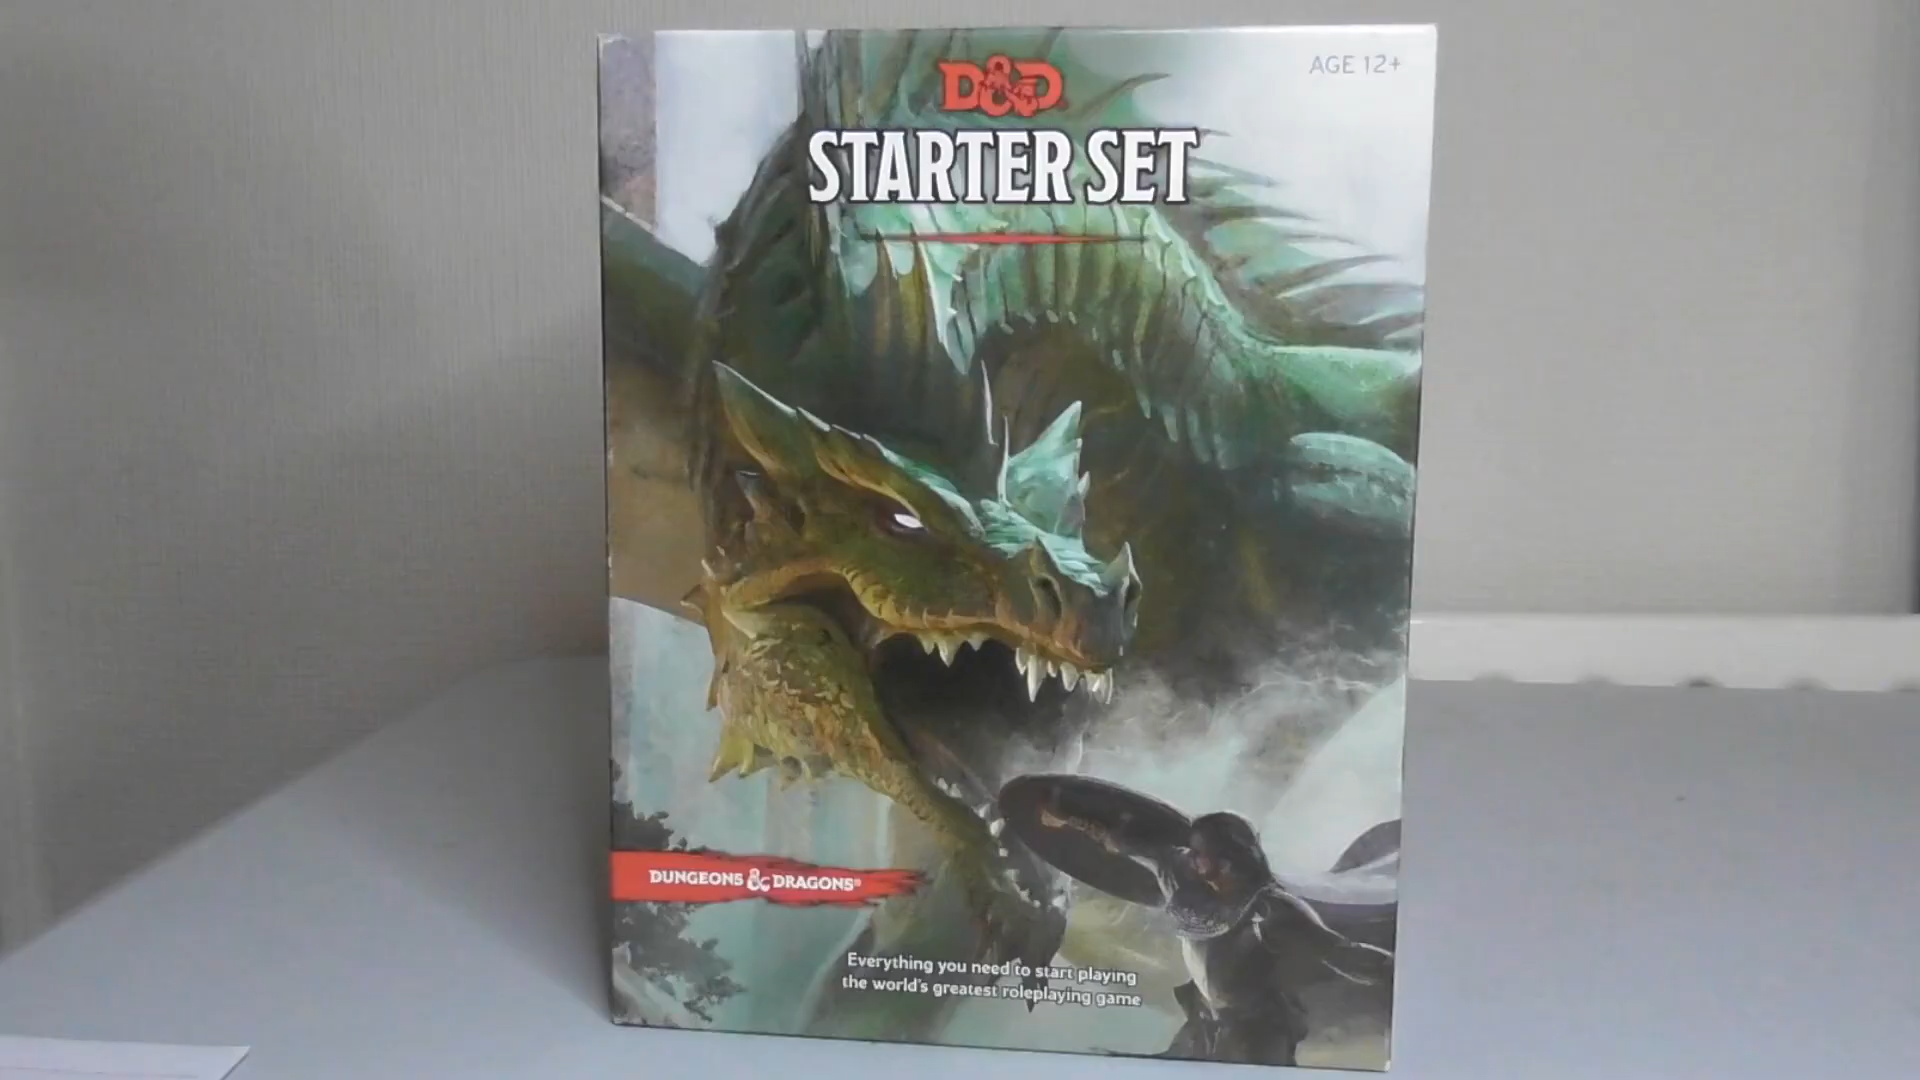 D&D
AGE 12+
STARTER SET
DUNGEONS & DRAGONS®
Everything you need to start playing
the world's greatest roleplaying game